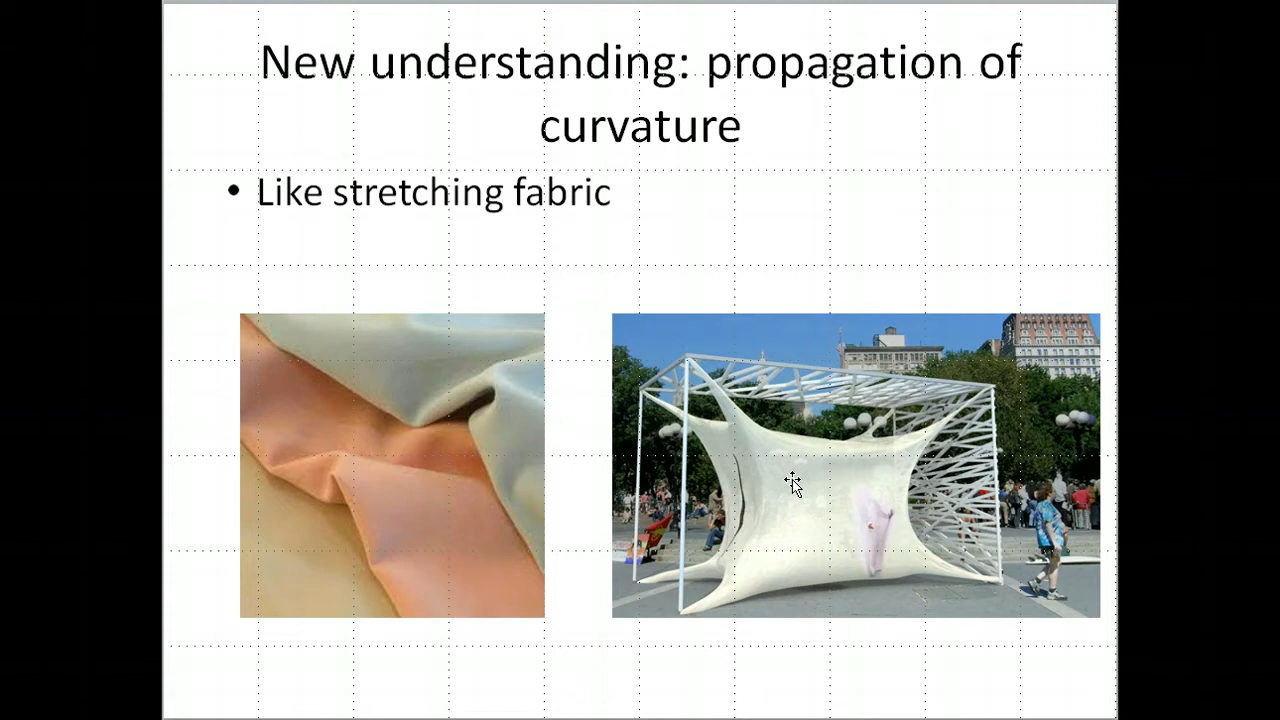 New understanding: propagation of
curvature
• Like stretching fabric